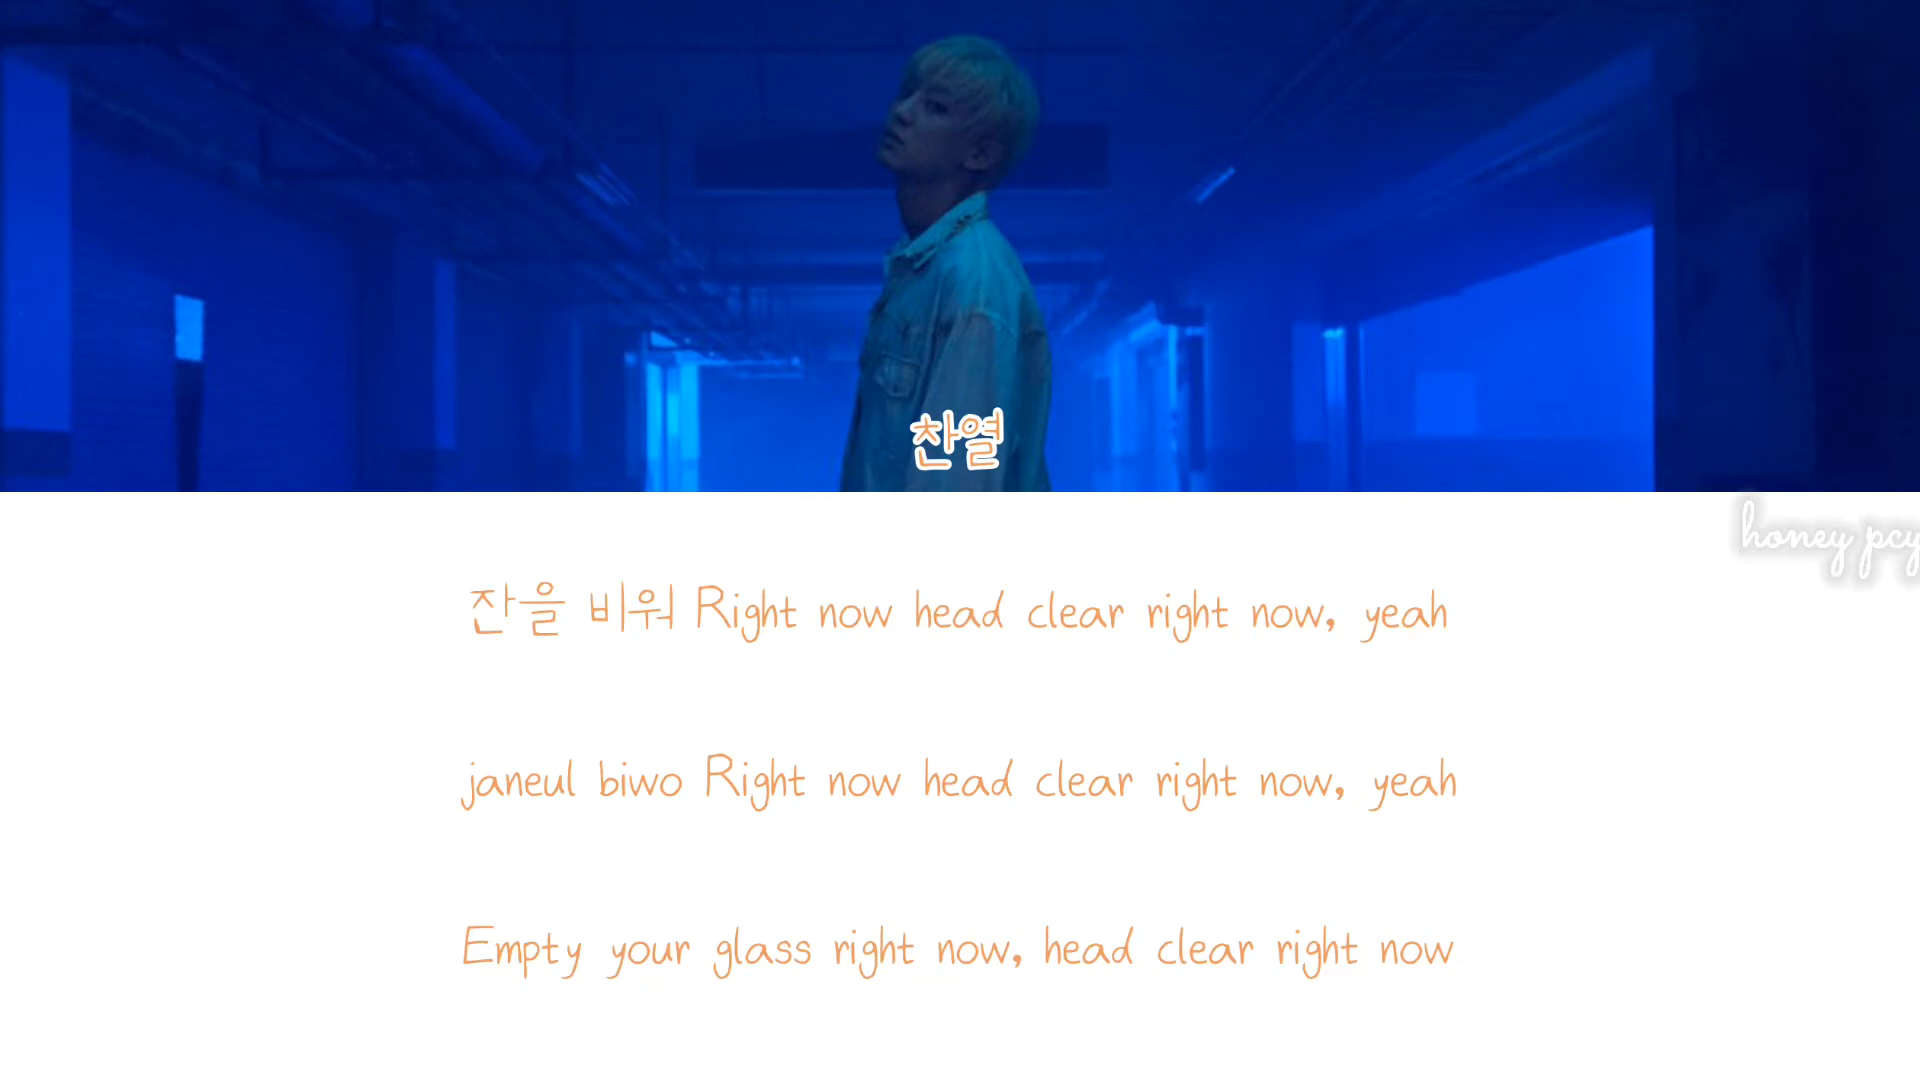 찬열
honey pcy
잔을 비워 Right now head clear right now, yeah
janeul biwo Right now head clear right now, yeah
Empty your glass right now, head clear right now